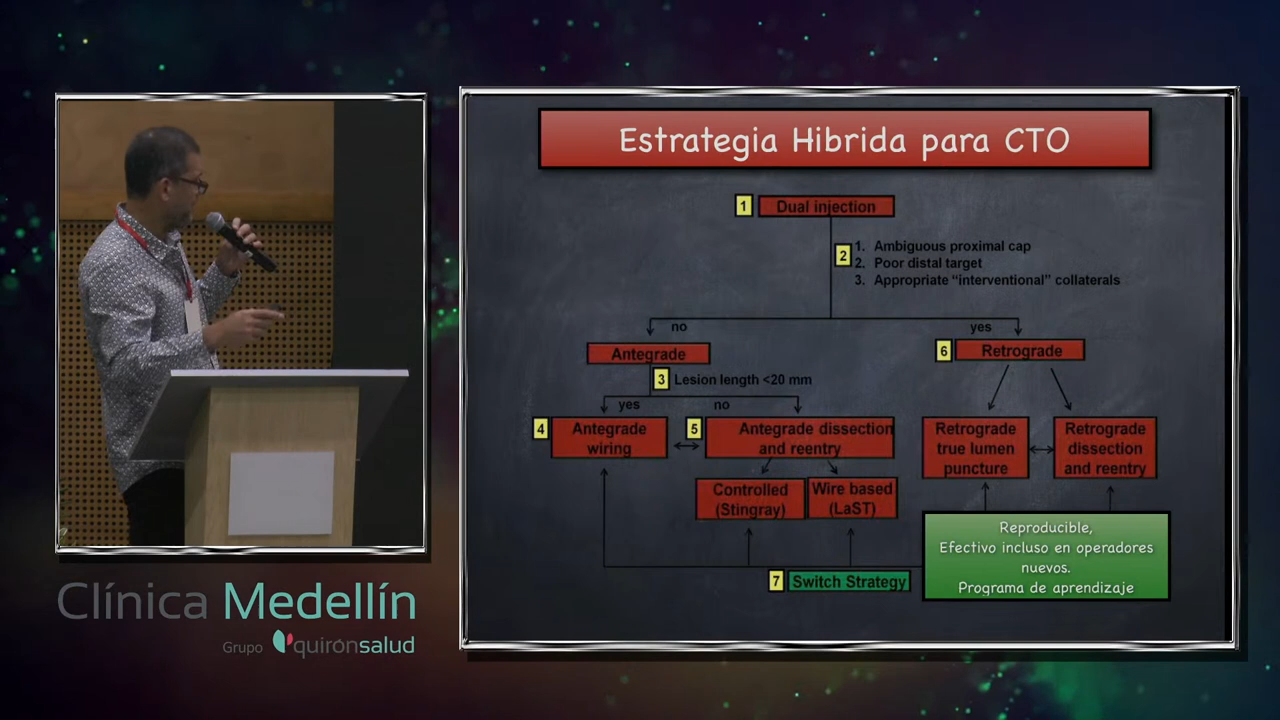 Estrategia Hibrida para CTO
1 Dual injection
2
1. Ambiguous proximal cap
2. Poor distal target
3. Appropriate “interventional” collaterals
no
yes
Antegrade
6 Retrograde
3 Lesion length <20 mm
yes
no
4 Antegrade
wiring
5 Antegrade dissection
and reentry
Retrograde
true lumen
puncture
Retrograde
dissection
and reentry
Controlled
(Stingray)
Wire based
(LaST)
Reproducible,
Efectivo incluso en operadores
nuevos.
Programa de aprendizaje
7 Switch Strategy
Clínica Medellín
Grupo quirónsalud